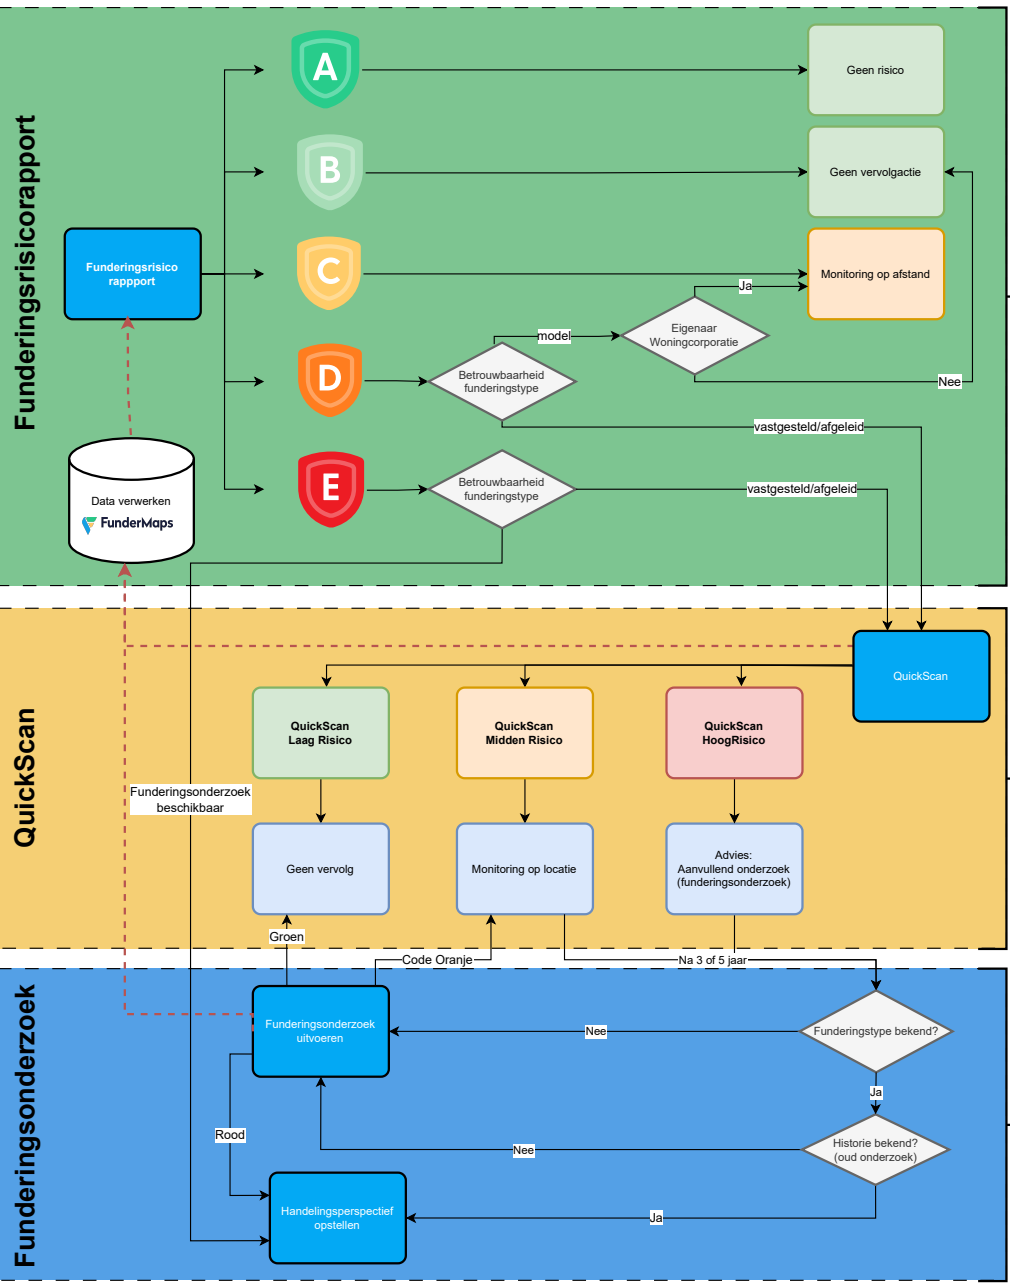 Funderingsrisicorapport
A
Geen risico
B
Geen vervolgactie
Funderingsrisico
rappport
C
Monitoring op afstand
Ja
Eigenaar
Woningcorporatie
model
D
Betrouwbaarheid
funderingstype
Nee
vastgesteld/afgeleid
E
Betrouwbaarheid
funderingstype
vastgesteld/afgeleid
Data verwerken
FunderMaps
QuickScan
QuickScan
QuickScan
Laag Risico
QuickScan
Midden Risico
QuickScan
HoogRisico
Funderingsonderzoek
beschikbaar
Geen vervolg
Monitoring op locatie
Advies:
Aanvullend onderzoek
(funderingsonderzoek)
Groen
Code Oranje
Na 3 of 5 jaar
Funderingsonderzoek
Funderingsonderzoek
uitvoeren
Nee
Funderingstype bekend?
Ja
Rood
Nee
Historie bekend?
(oud onderzoek)
Handelingsperspectief
opstellen
Ja